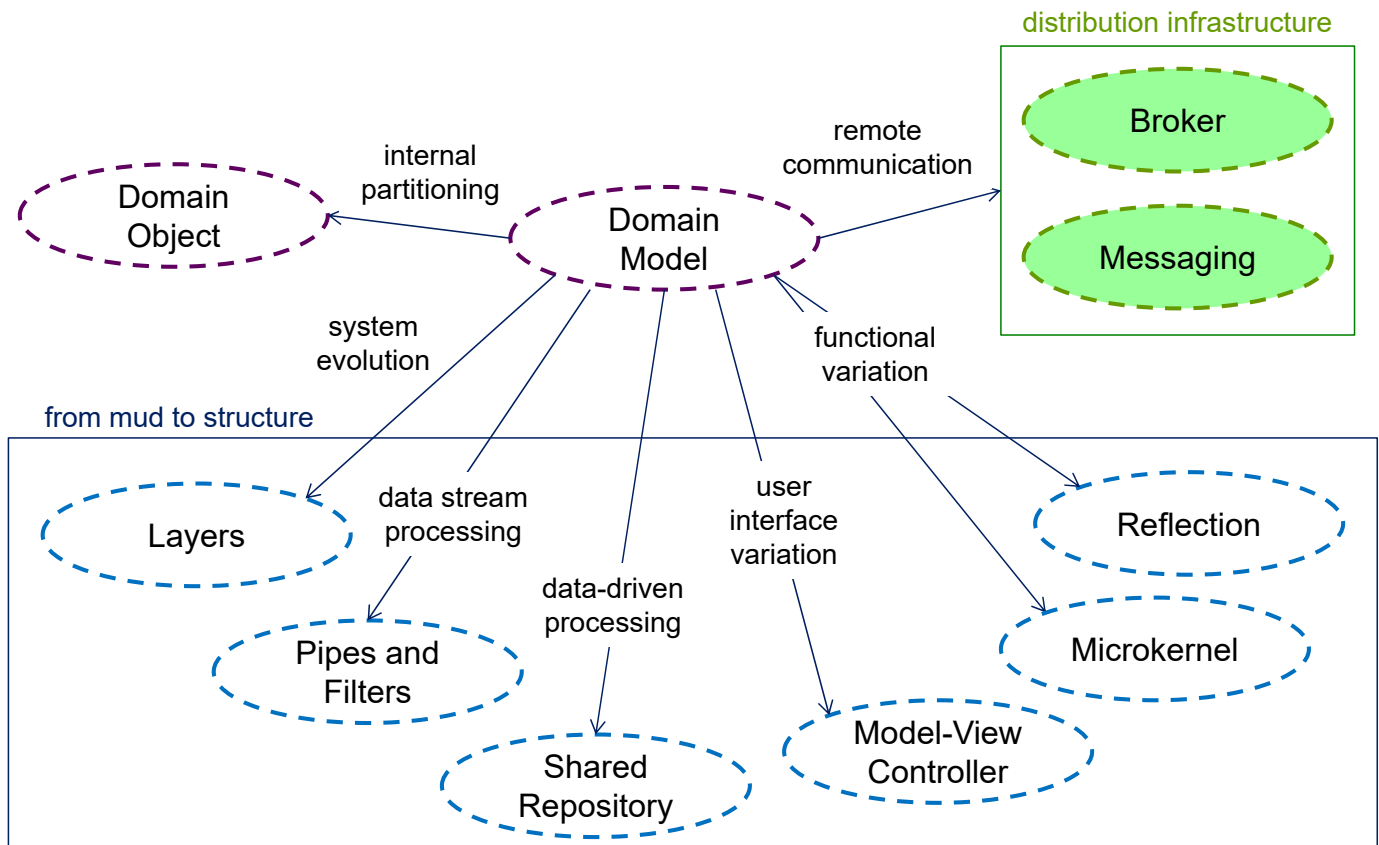 distribution infrastructure
Broker
Messaging
remote
communication
internal
partitioning
Domain
Object
Domain
Model
system
evolution
functional
variation
from mud to structure
Layers
data stream
processing
Pipes and
Filters
data-driven
processing
Shared
Repository
user
interface
variation
Model-View
Controller
Reflection
Microkernel